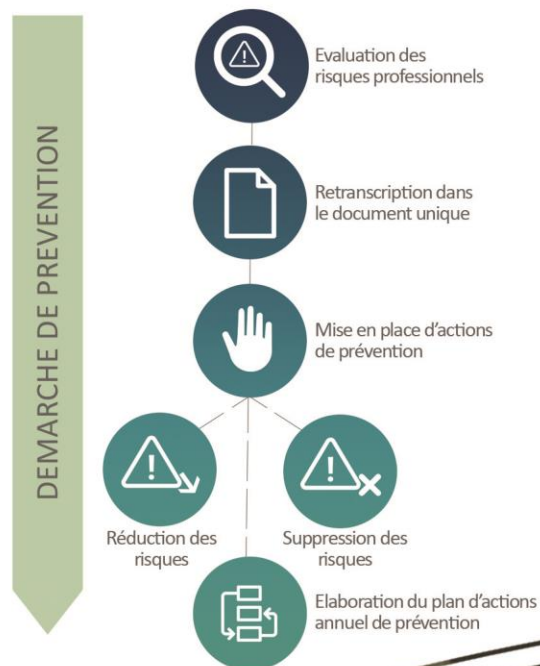 DEMARCHE DE PREVENTION
Evaluation des
risques professionnels
Retranscription dans
le document unique
Mise en place d'actions
de prévention
Réduction des
risques
Suppression des
risques
Elaboration du plan d'actions
annuel de prévention